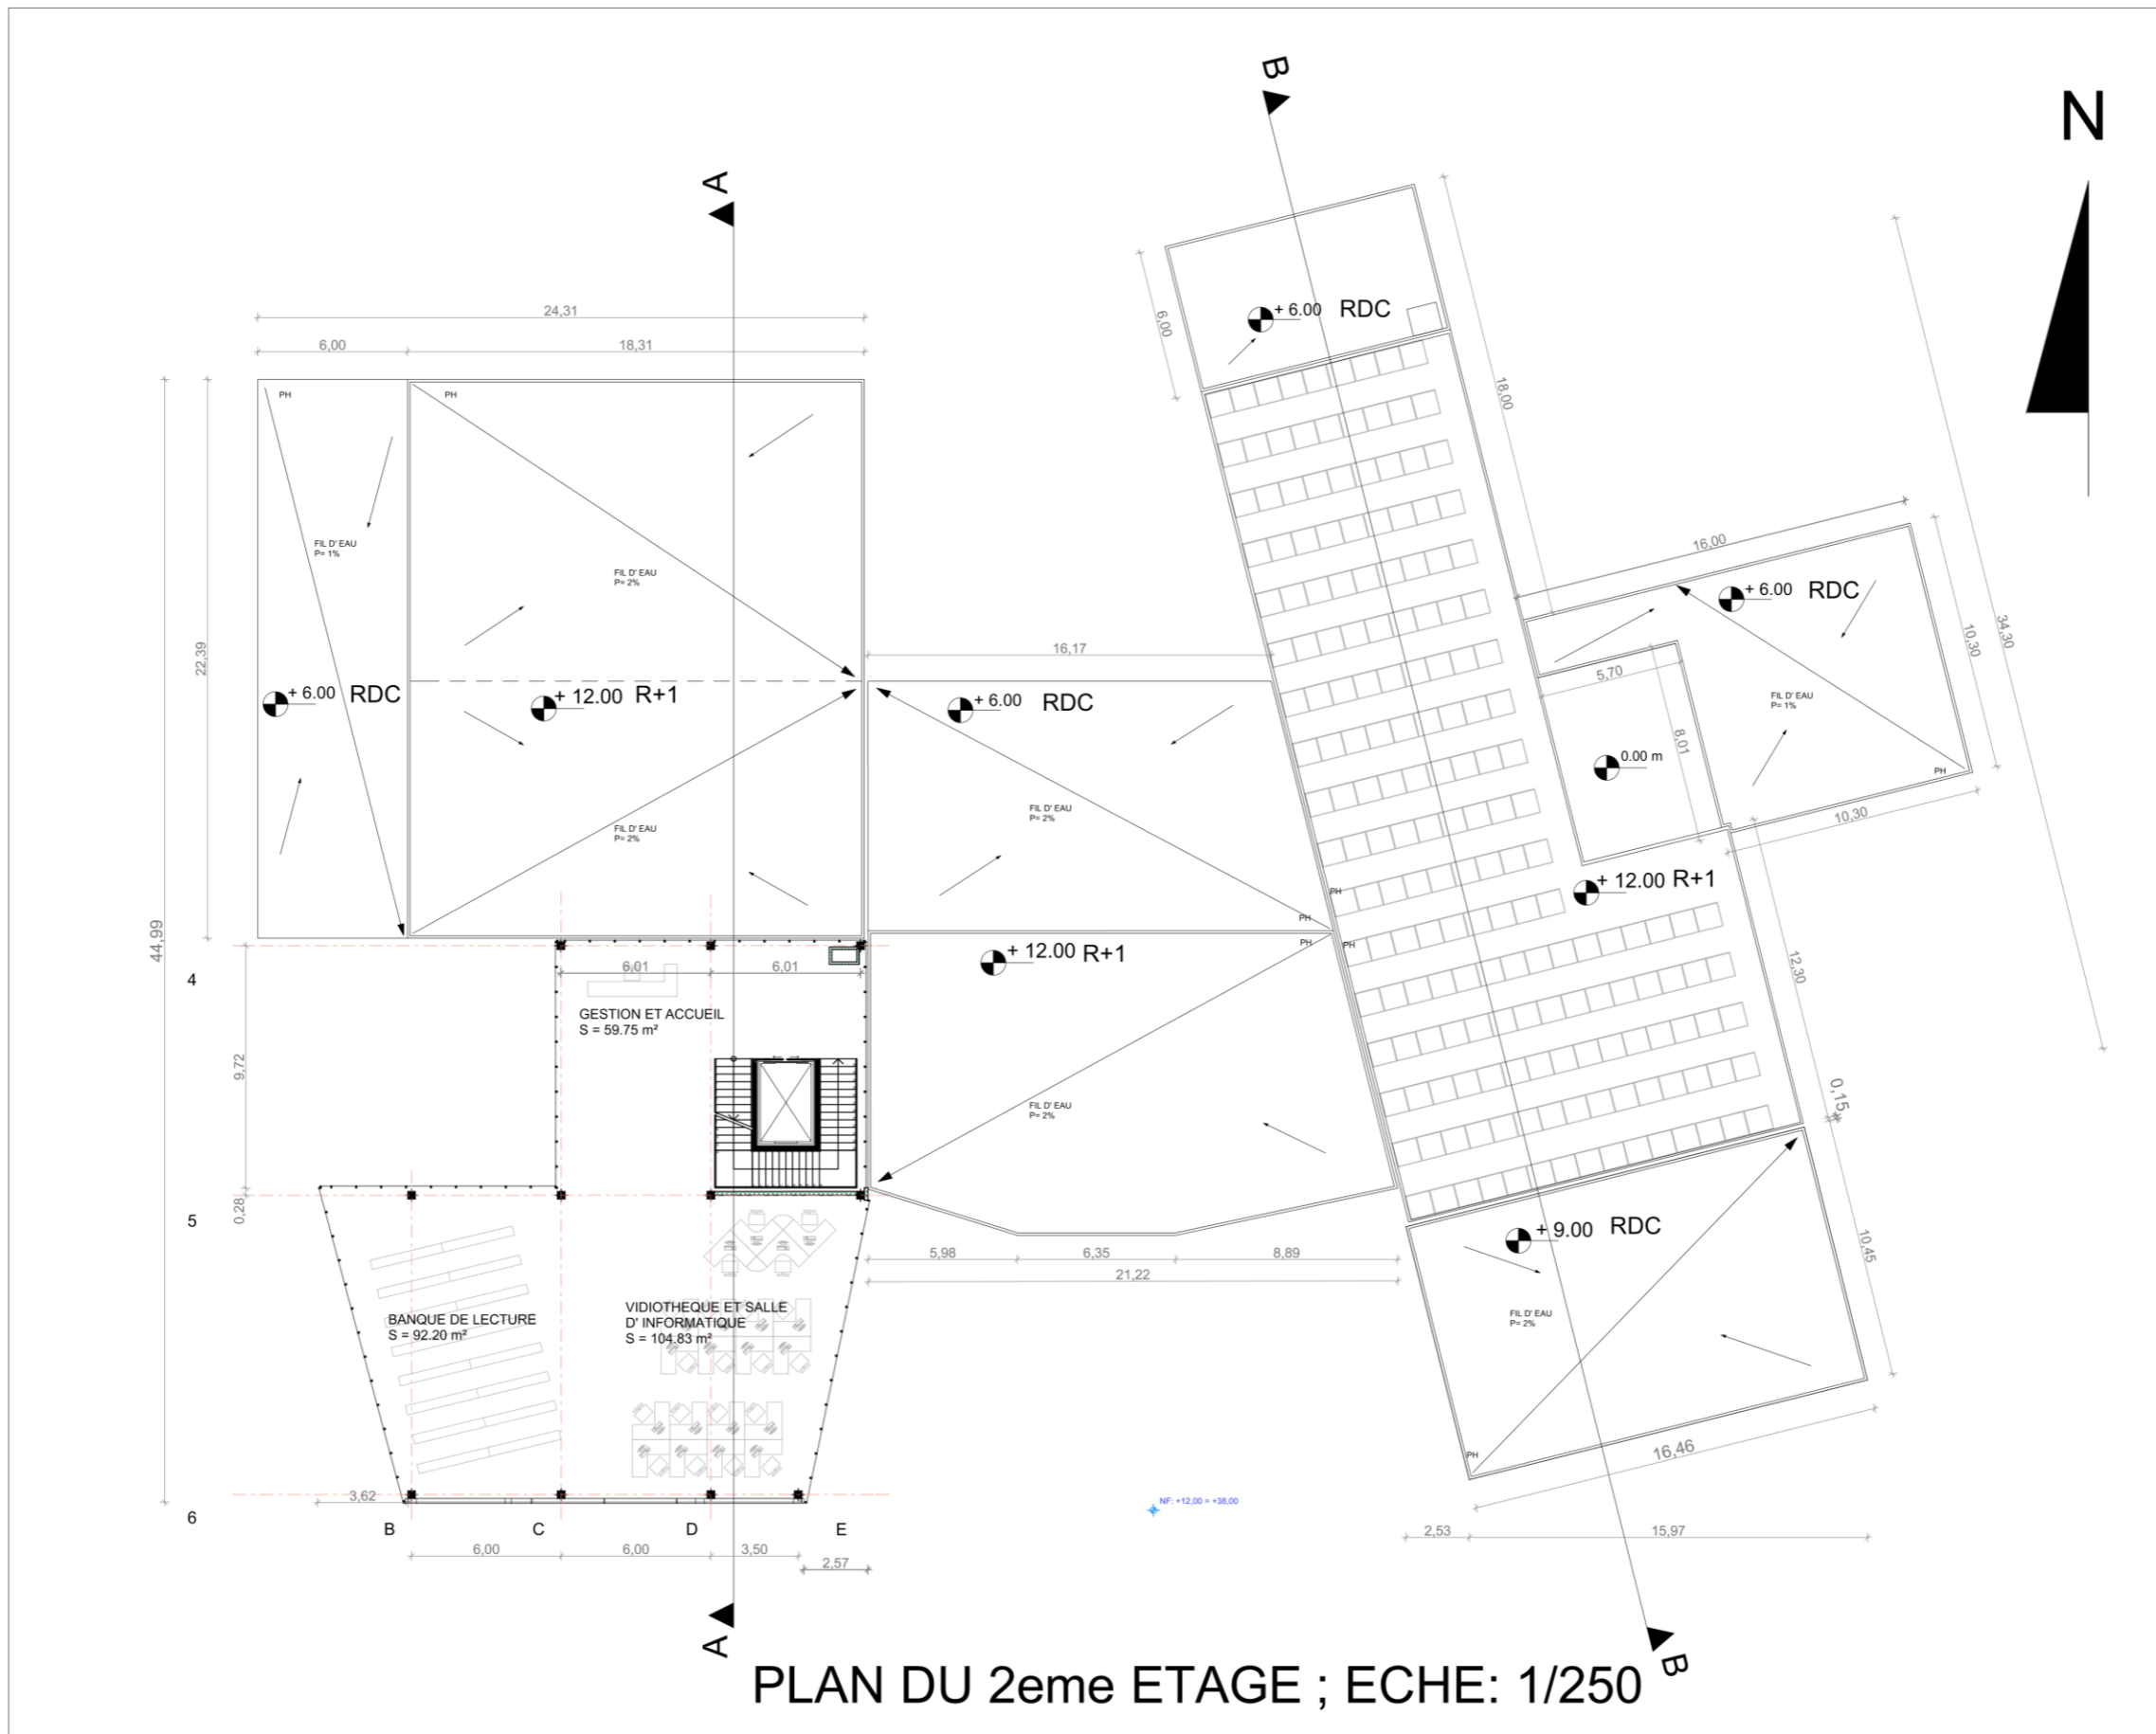 B
N
A
24,31
6,00
18,31
6,00
+ 6.00 RDC
18,00
PH
PH
44,99
22,39
FIL D' EAU
P= 1%
FIL D' EAU
P= 2%
+ 6.00 RDC
+ 12.00 R+1
FIL D' EAU
P= 2%
16,17
+ 6.00 RDC
FIL D' EAU
P= 2%
PH
PH
16,00
+ 6.00 RDC
10,30
34,30
5,70
8,01
FIL D' EAU
P= 1%
0.00 m
PH
10,30
+ 12.00 R+1
12,30
+ 12.00 R+1
PH
PH
FIL D' EAU
P= 2%
4
6,01
6,01
GESTION ET ACCUEIL
S = 59.75 m²
9,72
0,28
5
0,15
5,98
6,35
8,89
21,22
+ 9.00 RDC
10,45
FIL D' EAU
P= 2%
BANQUE DE LECTURE
S = 92.20 m²
VIDIOTHEQUE ET SALLE
D' INFORMATIQUE
S = 104.83 m²
PH
16,46
3,62
6
NF: +12,00 = +38,00
B
C
D
E
2,53
15,97
6,00
6,00
3,50
2,57
A
B
PLAN DU 2eme ETAGE ; ECHE: 1/250